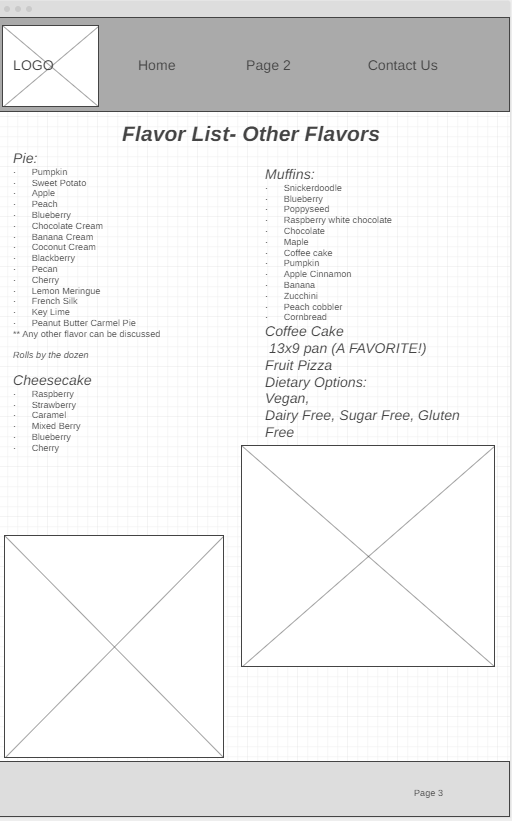 LOGO
Home
Page 2
Contact Us
Flavor List- Other Flavors
Pie:
· Pumpkin
· Sweet Potato
· Apple
· Peach
· Blueberry
· Chocolate Cream
· Banana Cream
· Coconut Cream
· Blackberry
· Pecan
· Cherry
· Lemon Meringue
· French Silk
· Key Lime
· Peanut Butter Carmel Pie
** Any other flavor can be discussed
Rolls by the dozen
Cheesecake
· Raspberry
· Strawberry
· Caramel
· Mixed Berry
· Blueberry
· Cherry
Muffins:
· Snickerdoodle
· Blueberry
· Poppyseed
· Raspberry white chocolate
· Chocolate
· Maple
· Coffee cake
· Pumpkin
· Apple Cinnamon
· Banana
· Zucchini
· Peach cobbler
· Cornbread
Coffee Cake
13x9 pan (A FAVORITE!)
Fruit Pizza
Dietary Options:
Vegan,
Dairy Free, Sugar Free, Gluten
Free
Page 3